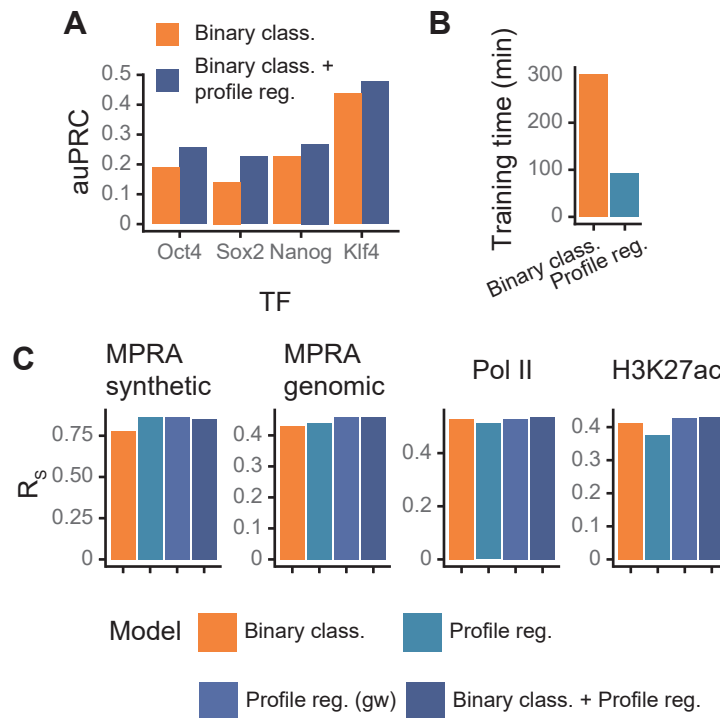 A
Binary class.
Binary class. +
profile reg.
auPRC
0.5
0.4
0.3
0.2
0.1
0
Oct4 Sox2 Nanog Klf4
TF
B
Training time (min)
300
200
100
0
Binary class.
Profile reg.
C
MPRA
synthetic
MPRA
genomic
Pol II
H3K27ac
Rs
0.75
0.50
0.25
0
0.4
0.3
0.2
0.1
0
0.4
0.2
0
0.4
0.3
0.2
0.1
0
Model
Binary class.
Profile reg.
Profile reg. (gw)
Binary class. + Profile reg.